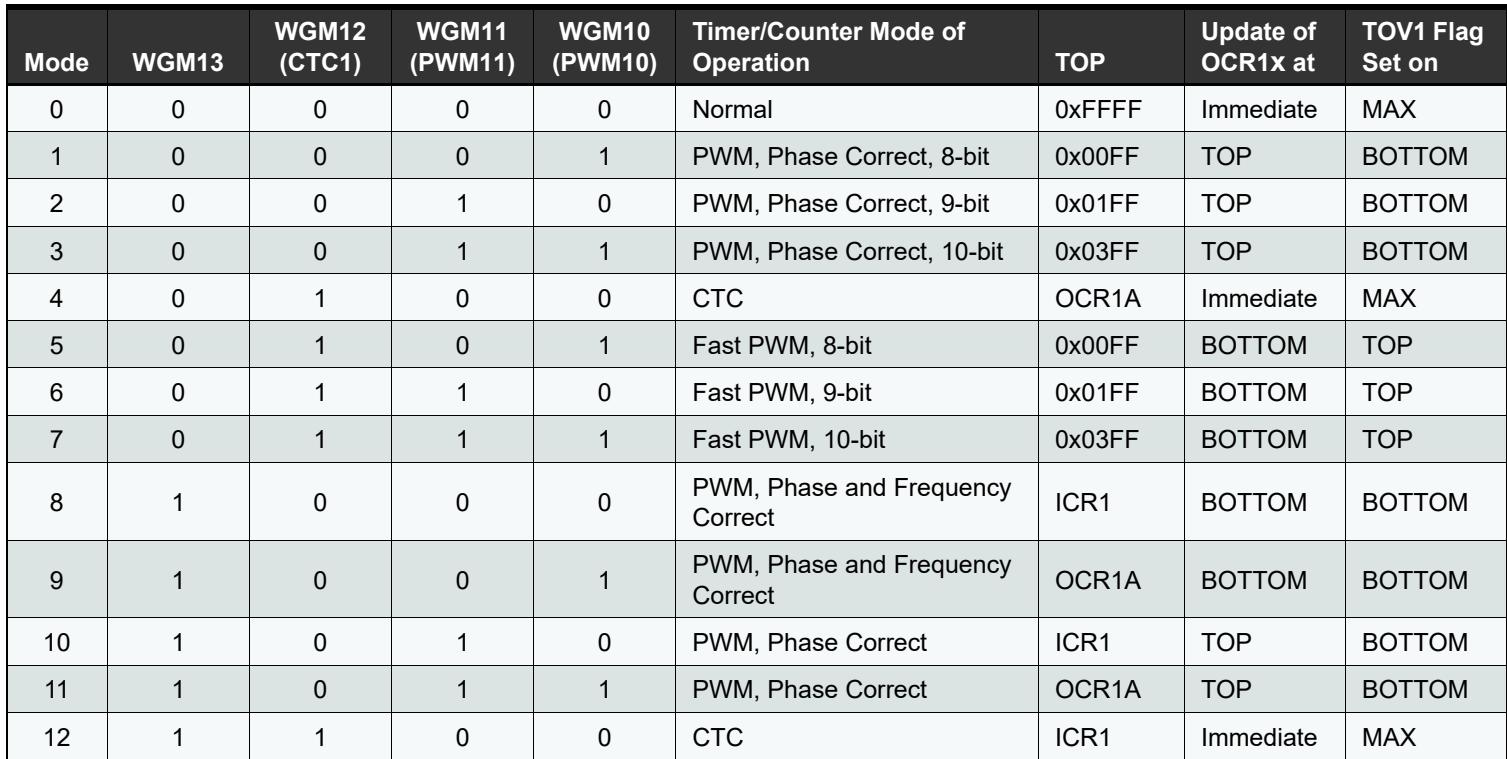 Mode WGM13 WGM12 (CTC1) WGM11 (PWM11) WGM10 (PWM10) Timer/Counter Mode of Operation TOP Update of OCR1x at TOV1 Flag Set on
0 0 0 0 0 Normal 0xFFFF Immediate MAX
1 0 0 0 1 PWM, Phase Correct, 8-bit 0x00FF TOP BOTTOM
2 0 0 1 0 PWM, Phase Correct, 9-bit 0x01FF TOP BOTTOM
3 0 0 1 1 PWM, Phase Correct, 10-bit 0x03FF TOP BOTTOM
4 0 1 0 0 CTC OCR1A Immediate MAX
5 0 1 0 1 Fast PWM, 8-bit 0x00FF BOTTOM TOP
6 0 1 1 0 Fast PWM, 9-bit 0x01FF BOTTOM TOP
7 0 1 1 1 Fast PWM, 10-bit 0x03FF BOTTOM TOP
8 1 0 0 0 PWM, Phase and Frequency Correct ICR1 BOTTOM BOTTOM
9 1 0 0 1 PWM, Phase and Frequency Correct OCR1A BOTTOM BOTTOM
10 1 0 1 0 PWM, Phase Correct ICR1 TOP BOTTOM
11 1 0 1 1 PWM, Phase Correct OCR1A TOP BOTTOM
12 1 1 0 0 CTC ICR1 Immediate MAX